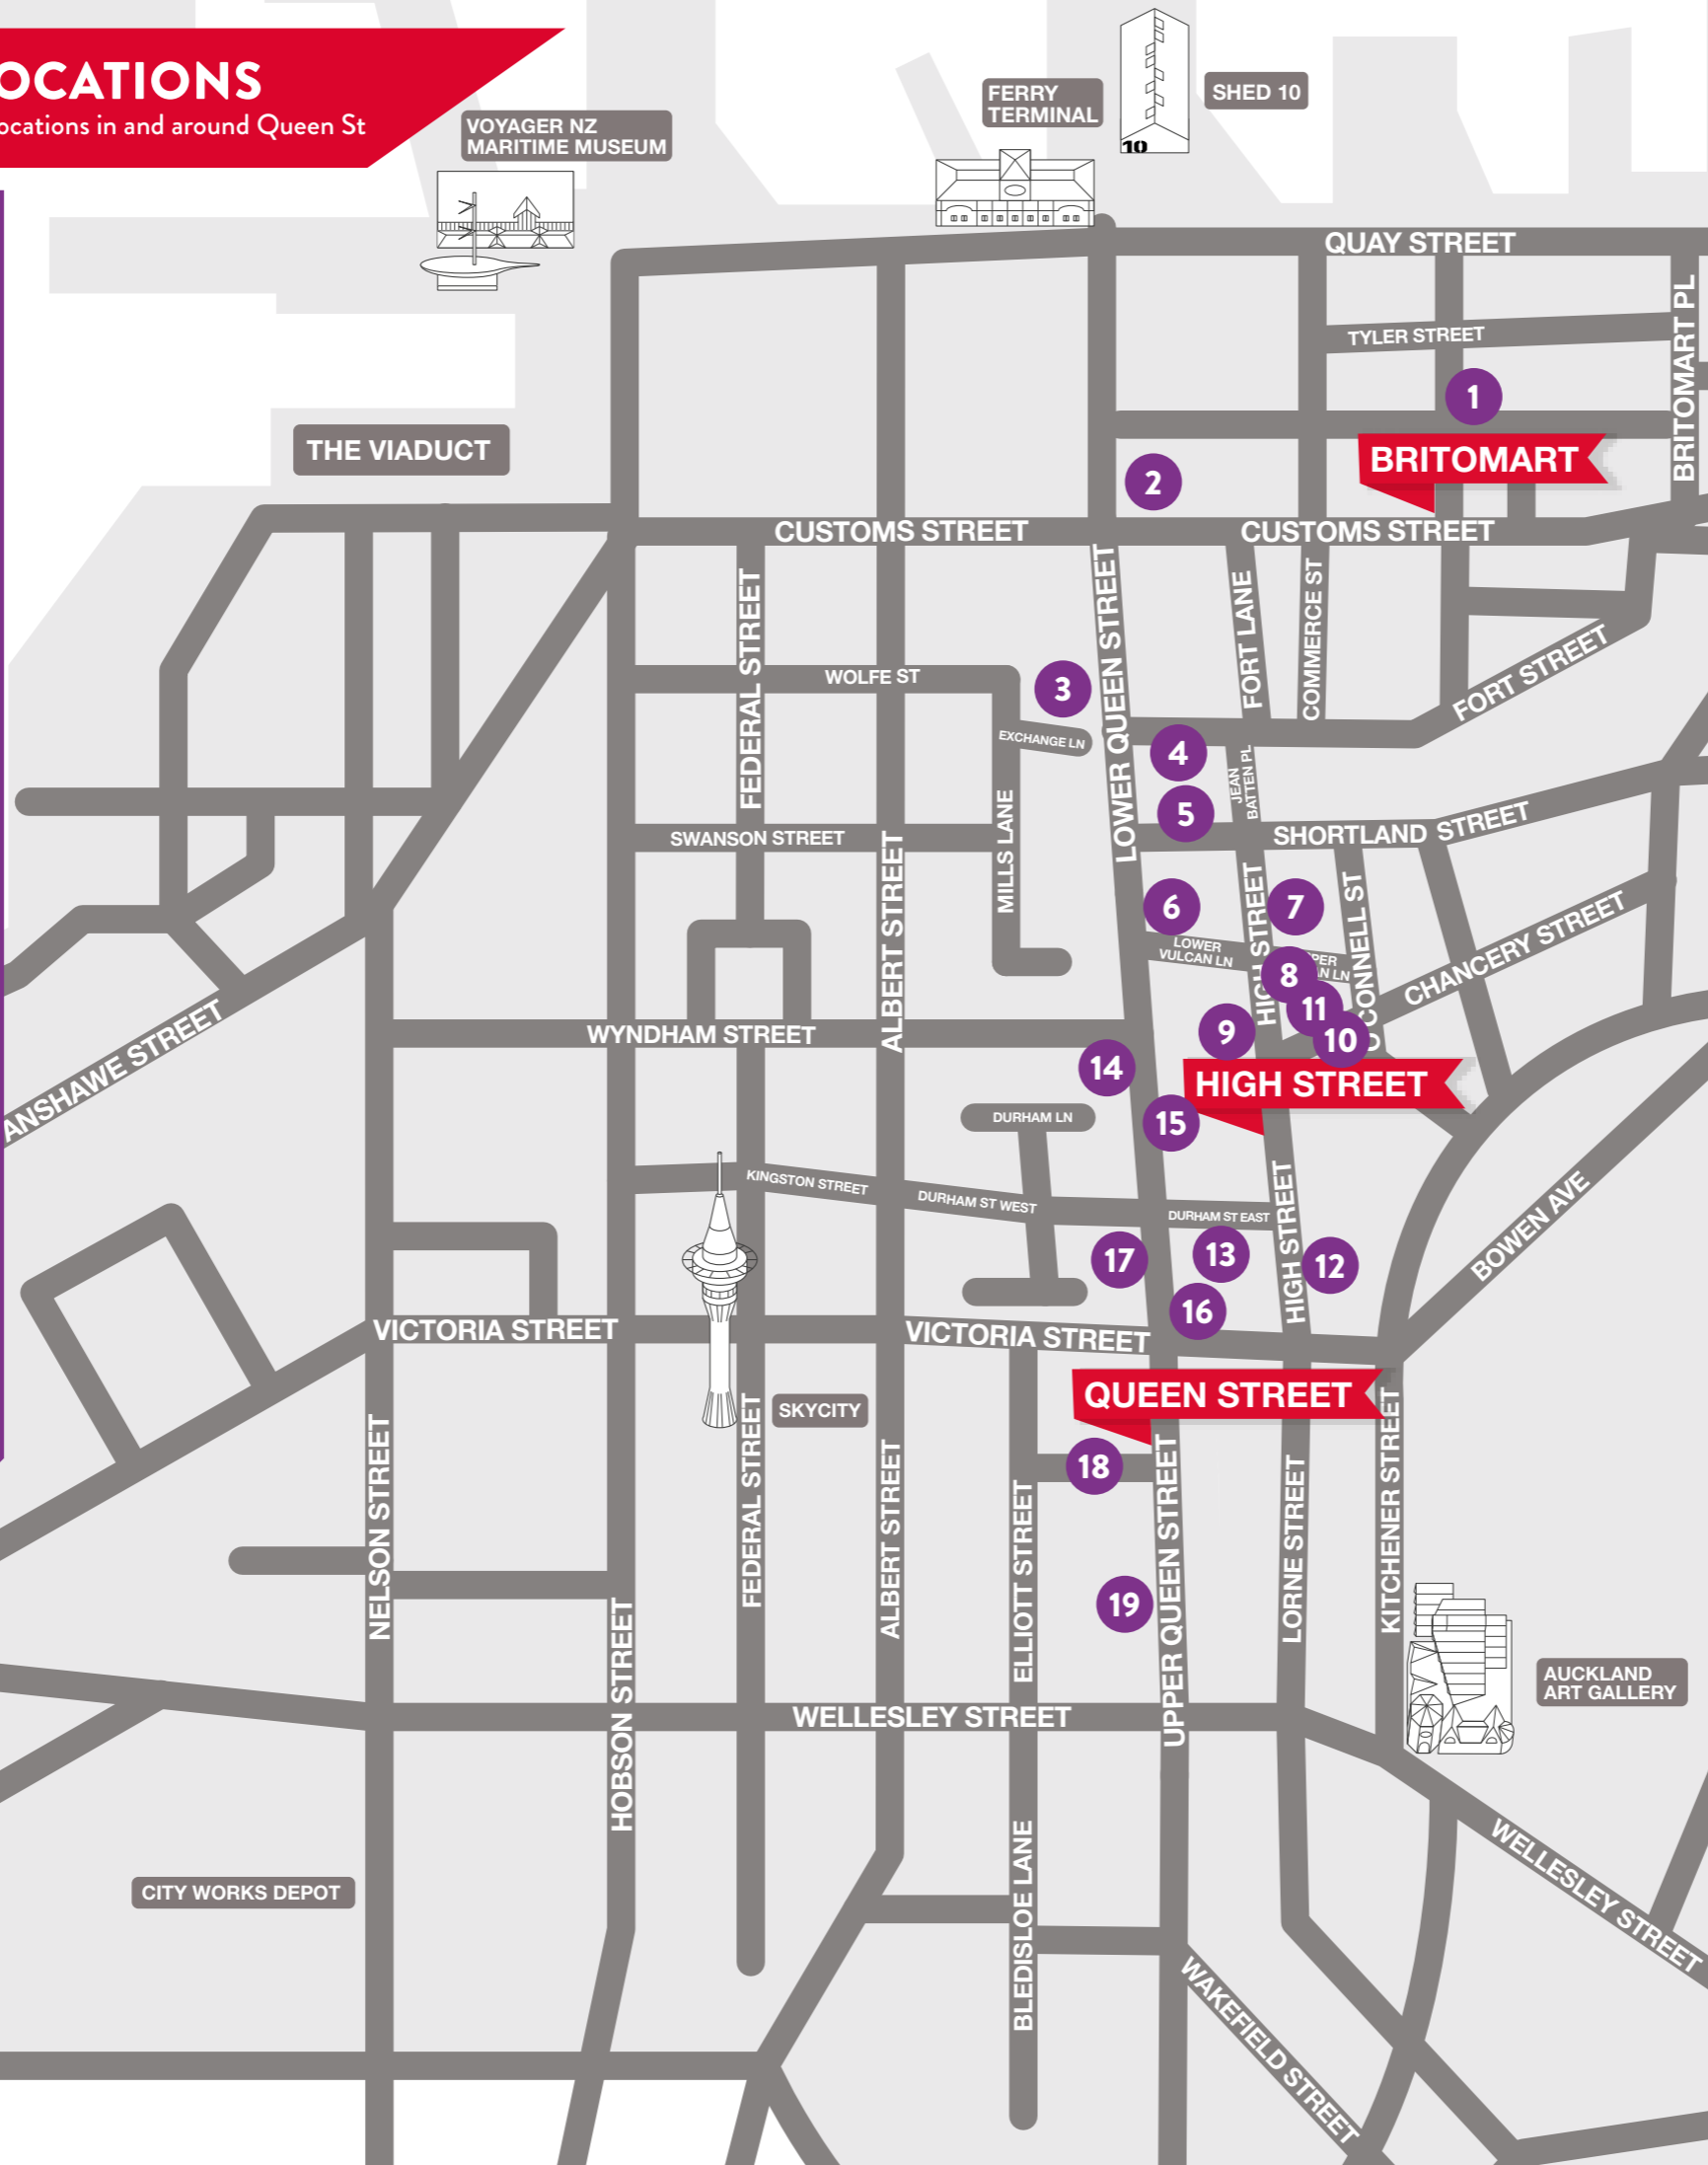 OCATIONS
ocations in and around Queen St
VOYAGER NZ
MARITIME MUSEUM
FERRY
TERMINAL
SHED 10
10
QUAY STREET
TYLER STREET
BRITOMART PL
1
THE VIADUCT
BRITOMART
2
CUSTOMS STREET
CUSTOMS STREET
FEDERAL STREET
LOWER QUEEN STREET
FORT LANE
COMMERCE ST
FORT STREET
WOLFE ST
3
EXCHANGE LN
4
JEAN
BATTEN PL
5
MILLS LANE
SWANSON STREET
SHORTLAND STREET
ALBERT STREET
6
HIGH STREET
7
O'CONNELL ST
CHANCERY STREET
LOWER
VULCAN LN
8
11
9
10
ANSHAWE STREET
WYNDHAM STREET
14
HIGH STREET
DURHAM LN
15
KINGSTON STREET
DURHAM ST WEST
DURHAM ST EAST
HIGH STREET
BOWEN AVE
17
13
12
16
VICTORIA STREET
VICTORIA STREET
QUEEN STREET
SKYCITY
NELSON STREET
FEDERAL STREET
ALBERT STREET
ELLIOTT STREET
18
UPPER QUEEN STREET
LORNE STREET
KITCHENER STREET
19
HOBSON STREET
AUCKLAND
ART GALLERY
WELLESLEY STREET
CITY WORKS DEPOT
BLEDISLOE LANE
WELLESLEY STREET
WAKEFIELD STREET